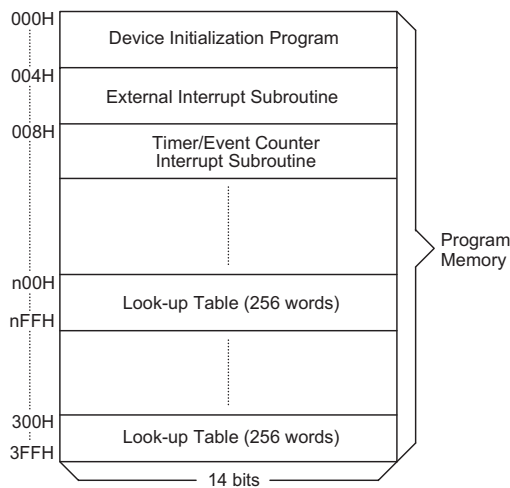 000H
Device Initialization Program
004H
External Interrupt Subroutine
008H
Timer/Event Counter
Interrupt Subroutine
Program
Memory
n00H
Look-up Table (256 words)
nFFH
300H
Look-up Table (256 words)
3FFH
14 bits